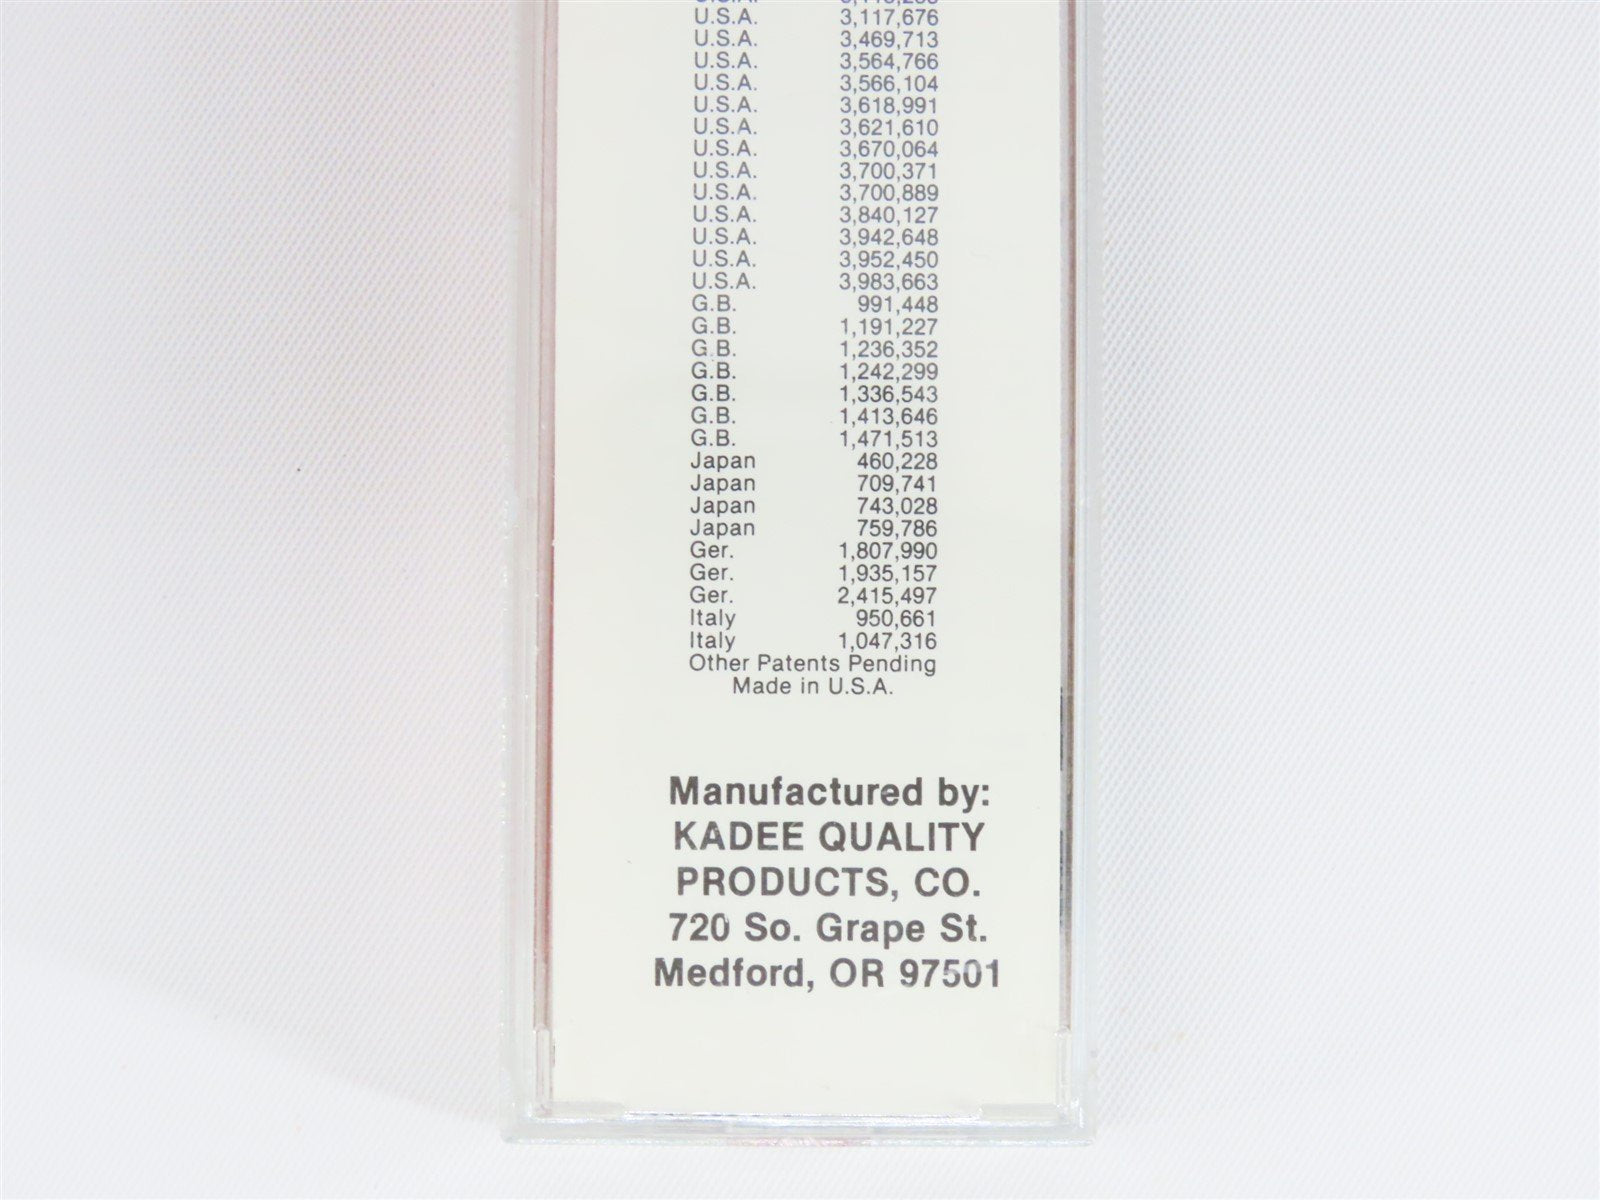 U.S.A. 3,117,676
U.S.A. 3,469,713
U.S.A. 3,564,766
U.S.A. 3,566,104
U.S.A. 3,618,991
U.S.A. 3,621,610
U.S.A. 3,670,064
U.S.A. 3,700,371
U.S.A. 3,700,889
U.S.A. 3,840,127
U.S.A. 3,942,648
U.S.A. 3,952,450
U.S.A. 3,983,663
G.B. 991,448
G.B. 1,191,227
G.B. 1,236,352
G.B. 1,242,299
G.B. 1,336,543
G.B. 1,413,646
G.B. 1,471,513
Japan 460,228
Japan 709,741
Japan 743,028
Japan 759,786
Ger. 1,807,990
Ger. 1,935,157
Ger. 2,415,497
Italy 950,661
Italy 1,047,316
Other Patents Pending
Made in U.S.A.
Manufactured by:
KADEE QUALITY
PRODUCTS, CO.
720 So. Grape St.
Medford, OR 97501